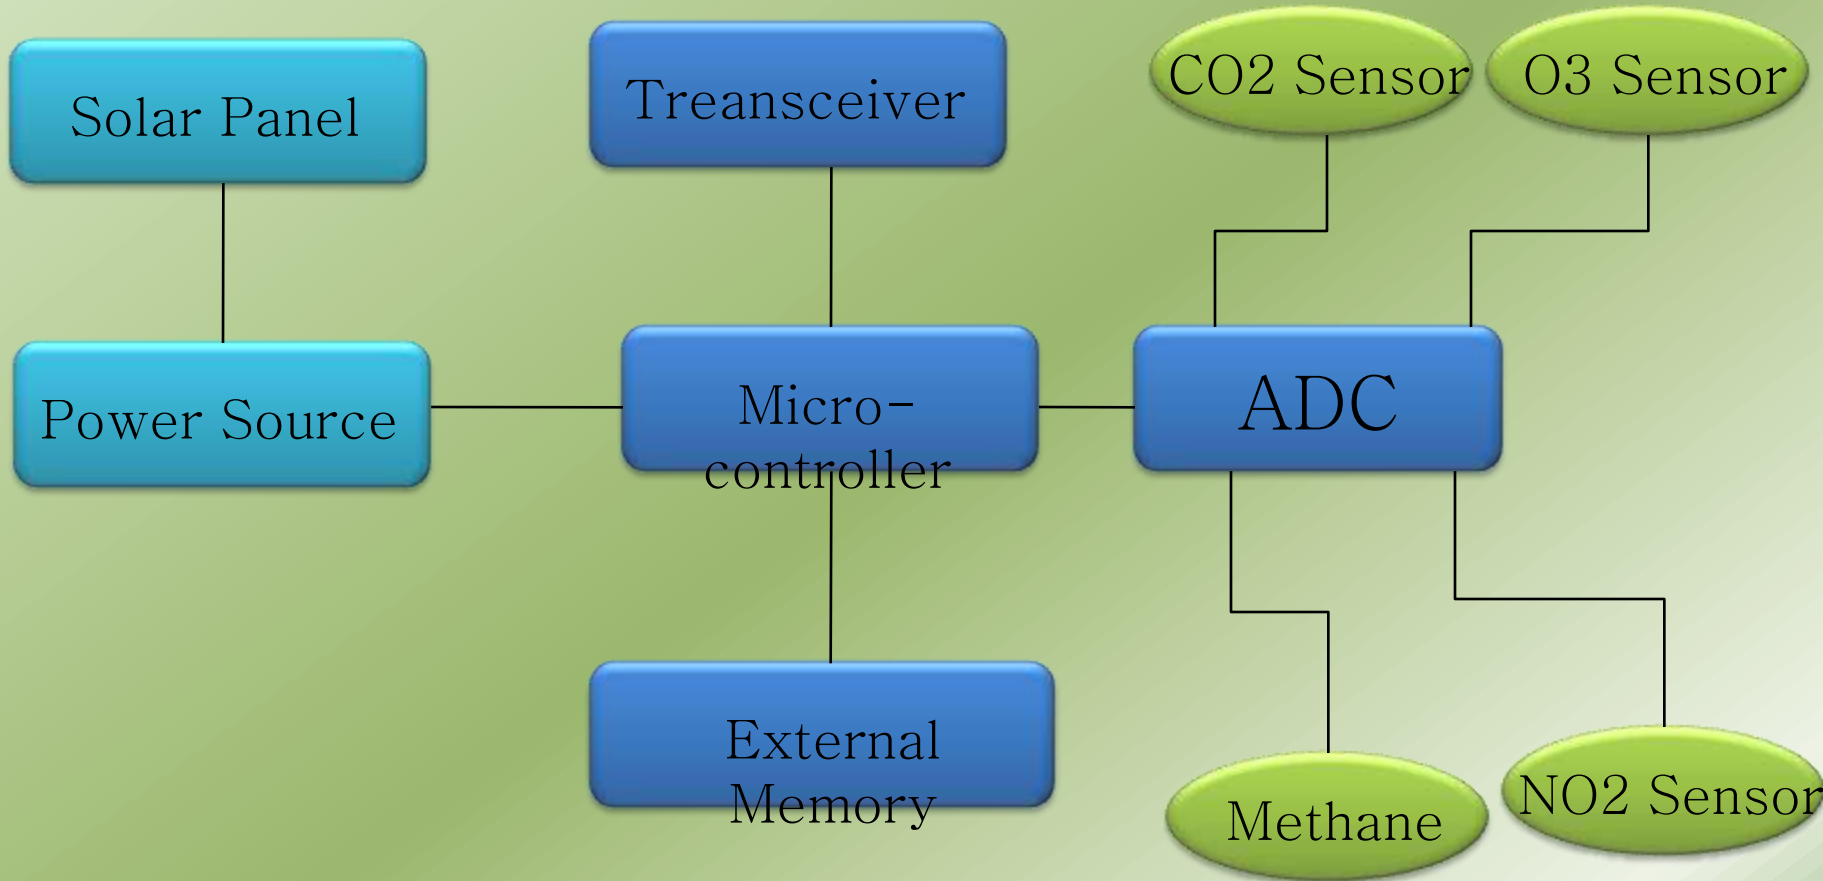 Solar Panel
Treansceiver
CO2 Sensor
O3 Sensor
Power Source
Micro-
controller
ADC
External
Memory
Methane
NO2 Sensor